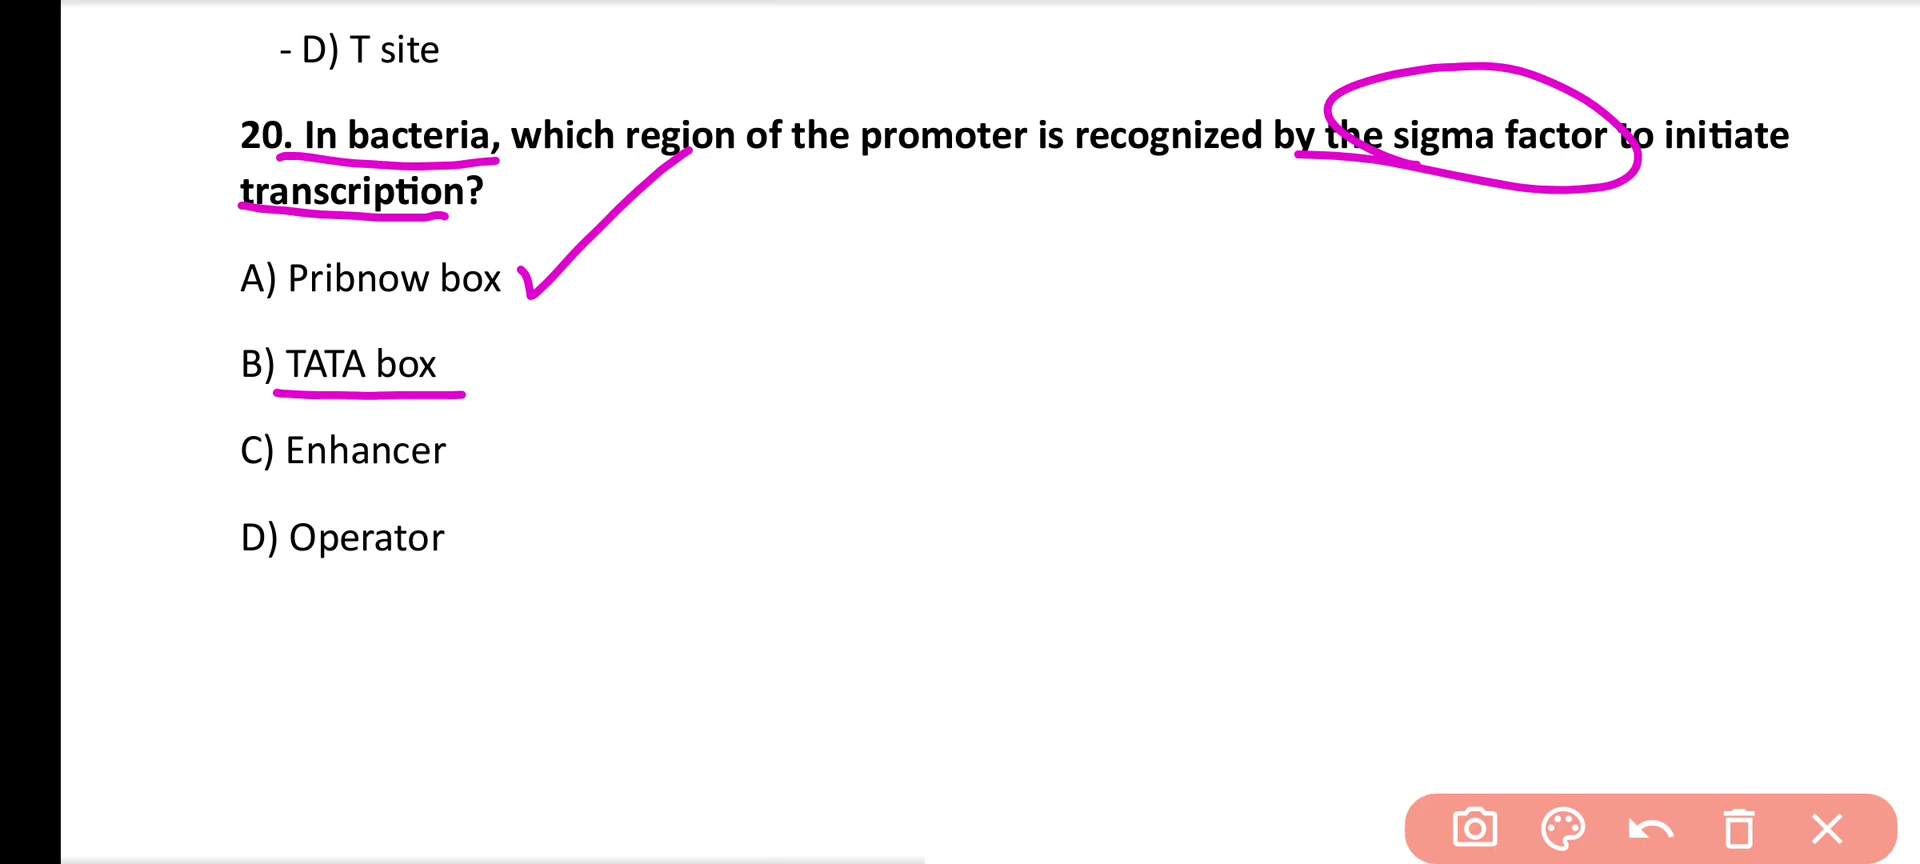 - D) T site
20. In bacteria, which region of the promoter is recognized by the sigma factor to initiate
transcription?
A) Pribnow box
B) TATA box
C) Enhancer
D) Operator